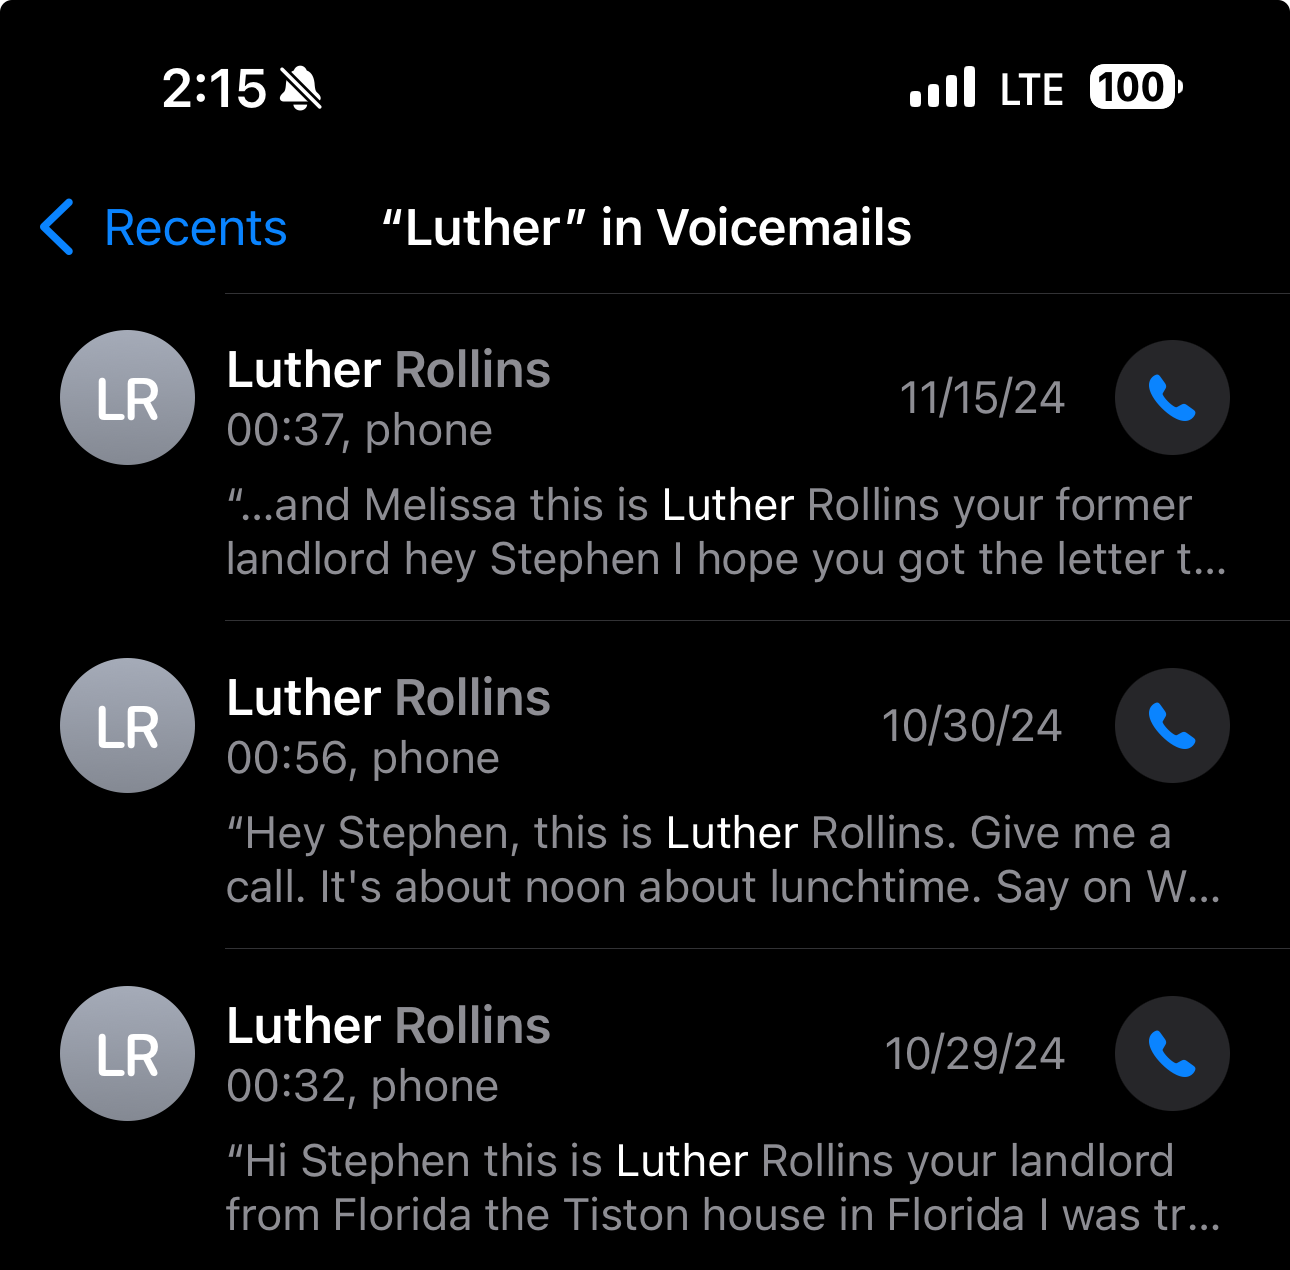 2:15 LTE 100
Recents “Luther” in Voicemails
LR
Luther Rollins
00:37, phone
11/15/24
“...and Melissa this is Luther Rollins your former
landlord hey Stephen I hope you got the letter t...
LR
Luther Rollins
00:56, phone
10/30/24
“Hey Stephen, this is Luther Rollins. Give me a
call. It's about noon about lunchtime. Say on W...
LR
Luther Rollins
00:32, phone
10/29/24
“Hi Stephen this is Luther Rollins your landlord
from Florida the Tiston house in Florida I was tr...